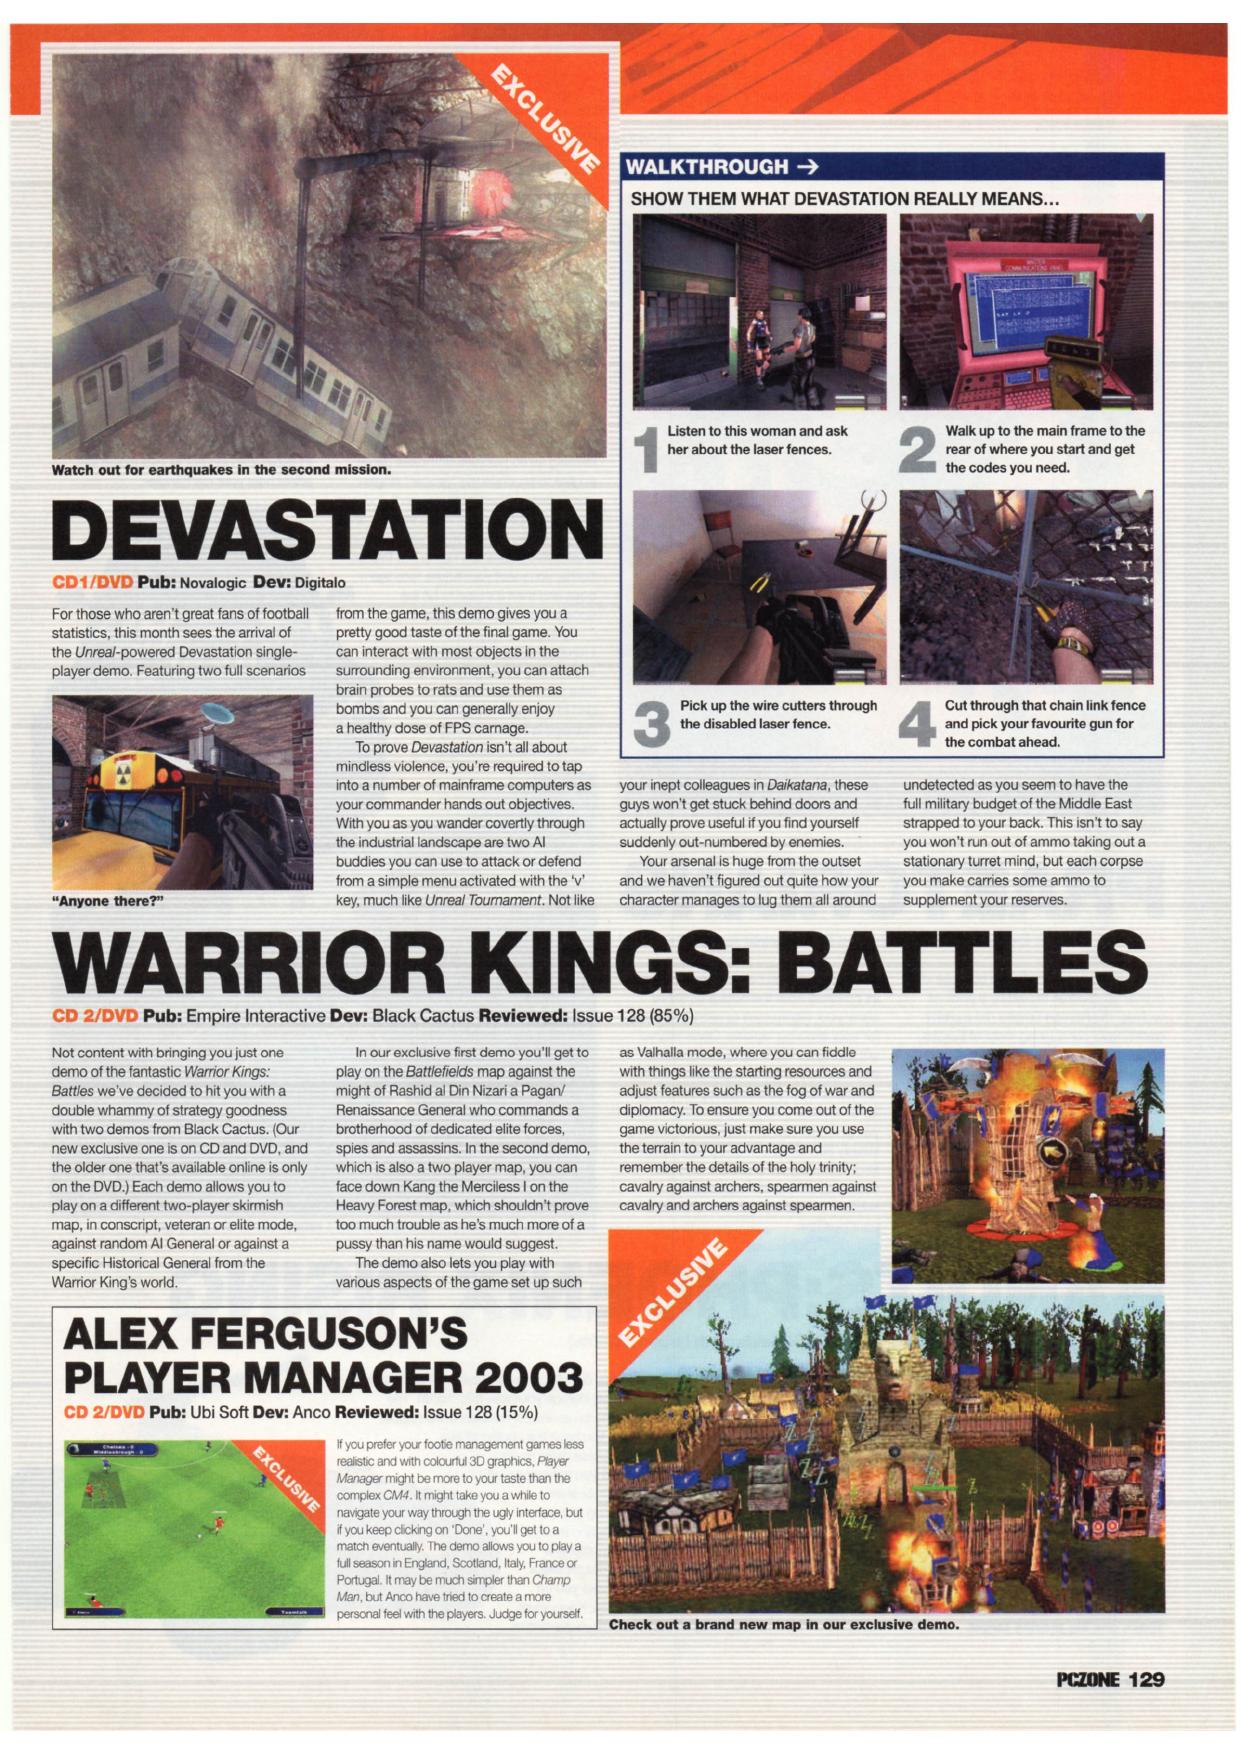 EXCLUSIVE
Watch out for earthquakes in the second mission.
DEVASTATION
CD1/DVD Pub: Novalogic Dev: Digitalo
For those who aren't great fans of football
statistics, this month sees the arrival of
the Unreal-powered Devastation single-
player demo. Featuring two full scenarios
"Anyone there?"
from the game, this demo gives you a
pretty good taste of the final game. You
can interact with most objects in the
surrounding environment, you can attach
brain probes to rats and use them as
bombs and you can generally enjoy
a healthy dose of FPS carnage.
To prove Devastation isn't all about
mindless violence, you're required to tap
into a number of mainframe computers as
your commander hands out objectives.
With you as you wander covertly through
the industrial landscape are two AI
buddies you can use to attack or defend
from a simple menu activated with the 'v'
key, much like Unreal Tournament. Not like
WALKTHROUGH →
SHOW THEM WHAT DEVASTATION REALLY MEANS...
MASTER
COMMUNICATIONS PANEL
1 Listen to this woman and ask
her about the laser fences.
2 Walk up to the main frame to the
rear of where you start and get
the codes you need.
3 Pick up the wire cutters through
the disabled laser fence.
4 Cut through that chain link fence
and pick your favourite gun for
the combat ahead.
your inept colleagues in Daikatana, these
guys won't get stuck behind doors and
actually prove useful if you find yourself
suddenly out-numbered by enemies.
Your arsenal is huge from the outset
and we haven't figured out quite how your
character manages to lug them all around
undetected as you seem to have the
full military budget of the Middle East
strapped to your back. This isn't to say
you won't run out of ammo taking out a
stationary turret mind, but each corpse
you make carries some ammo to
supplement your reserves.
WARRIOR KINGS: BATTLES
CD 2/DVD Pub: Empire Interactive Dev: Black Cactus Reviewed: Issue 128 (85%)
Not content with bringing you just one
demo of the fantastic Warrior Kings:
Battles we've decided to hit you with a
double whammy of strategy goodness
with two demos from Black Cactus. (Our
new exclusive one is on CD and DVD, and
the older one that's available online is only
on the DVD.) Each demo allows you to
play on a different two-player skirmish
map, in conscript, veteran or elite mode,
against random AI General or against a
specific Historical General from the
Warrior King's world.
In our exclusive first demo you'll get to
play on the Battlefields map against the
might of Rashid al Din Nizari a Pagan/
Renaissance General who commands a
brotherhood of dedicated elite forces,
spies and assassins. In the second demo,
which is also a two player map, you can
face down Kang the Merciless I on the
Heavy Forest map, which shouldn't prove
too much trouble as he's much more of a
pussy than his name would suggest.
The demo also lets you play with
various aspects of the game set up such
as Valhalla mode, where you can fiddle
with things like the starting resources and
adjust features such as the fog of war and
diplomacy. To ensure you come out of the
game victorious, just make sure you use
the terrain to your advantage and
remember the details of the holy trinity;
cavalry against archers, spearmen against
cavalry and archers against spearmen.
EXCLUSIVE
Check out a brand new map in our exclusive demo.
ALEX FERGUSON'S
PLAYER MANAGER 2003
CD 2/DVD Pub: Ubi Soft Dev: Anco Reviewed: Issue 128 (15%)
Chelsea - 0
Middlesbrough - 0
EXCLUSIVE
Teamtalk
If you prefer your footie management games less
realistic and with colourful 3D graphics, Player
Manager might be more to your taste than the
complex CM4. It might take you a while to
navigate your way through the ugly interface, but
if you keep clicking on 'Done', you'll get to a
match eventually. The demo allows you to play a
full season in England, Scotland, Italy, France or
Portugal. It may be much simpler than Champ
Man, but Anco have tried to create a more
personal feel with the players. Judge for yourself.
PCZONE 129